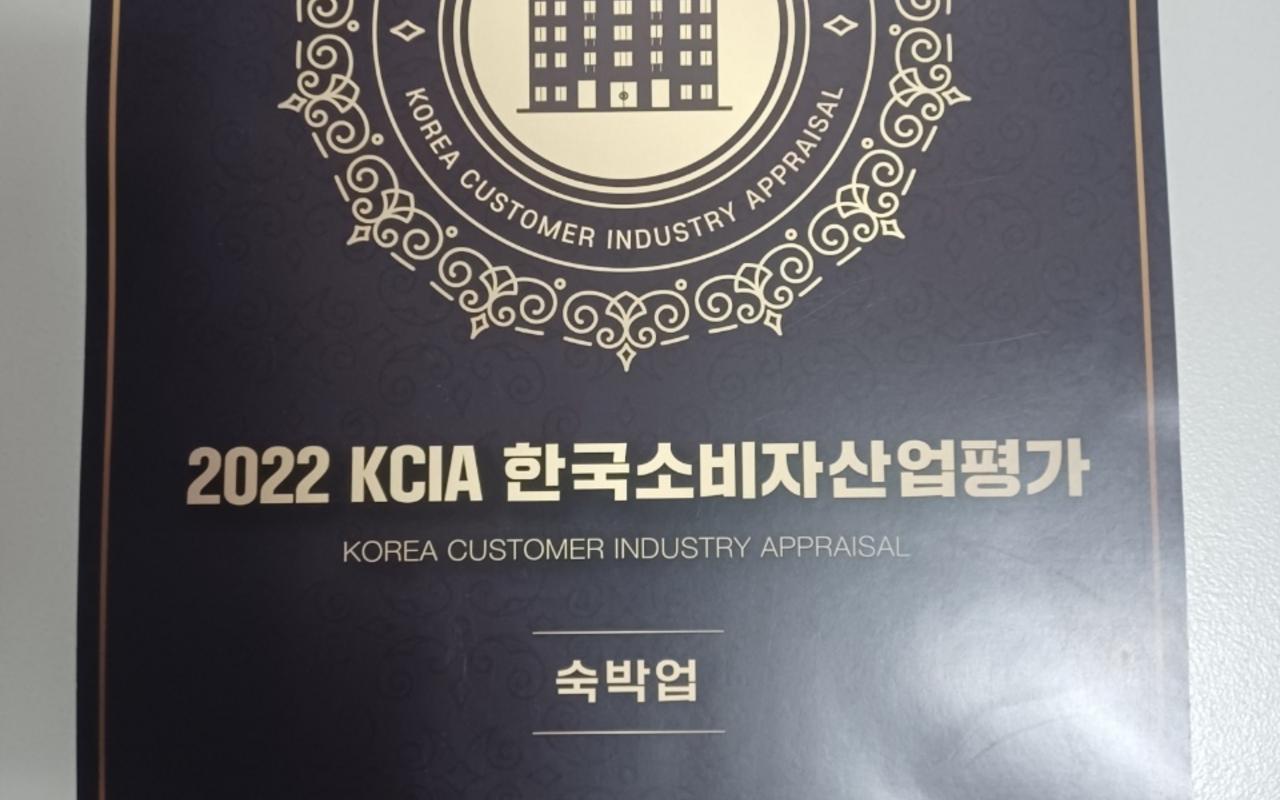 KOREA CUSTOMER INDUSTRY APPRAISAL
2022 KCIA 한국소비자산업평가
KOREA CUSTOMER INDUSTRY APPRAISAL
숙박업